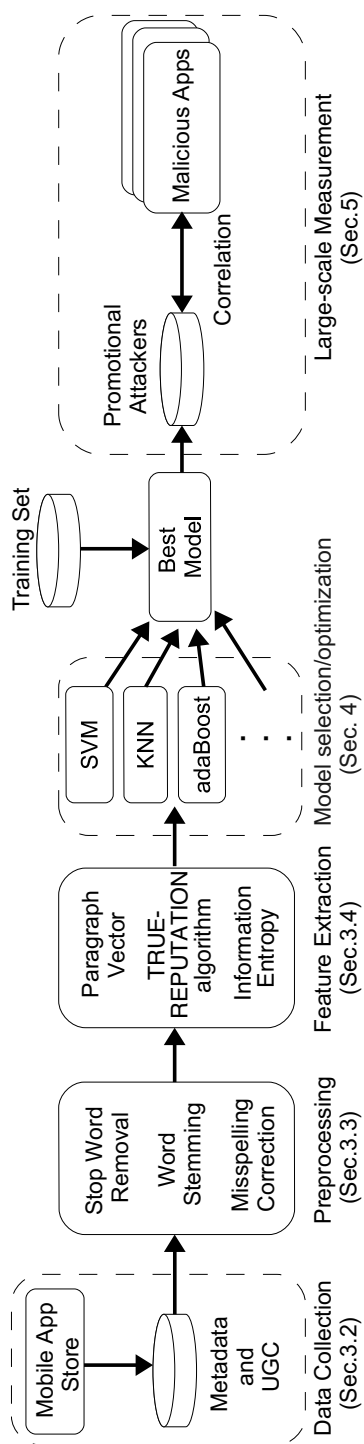 Mobile App
Store
Metadata
and
UGC
Data Collection
(Sec.3.2)
Stop Word
Removal
Word
Stemming
Misspelling
Correction
Preprocessing
(Sec.3.3)
Paragraph
Vector
TRUE-
REPUTATION
algorithm
Information
Entropy
Feature Extraction
(Sec.3.4)
SVM
KNN
adaBoost
. . . .
Model selection/optimization
(Sec. 4)
Training Set
Best
Model
Promotional
Attackers
Correlation
Malicious Apps
Large-scale Measurement
(Sec.5)